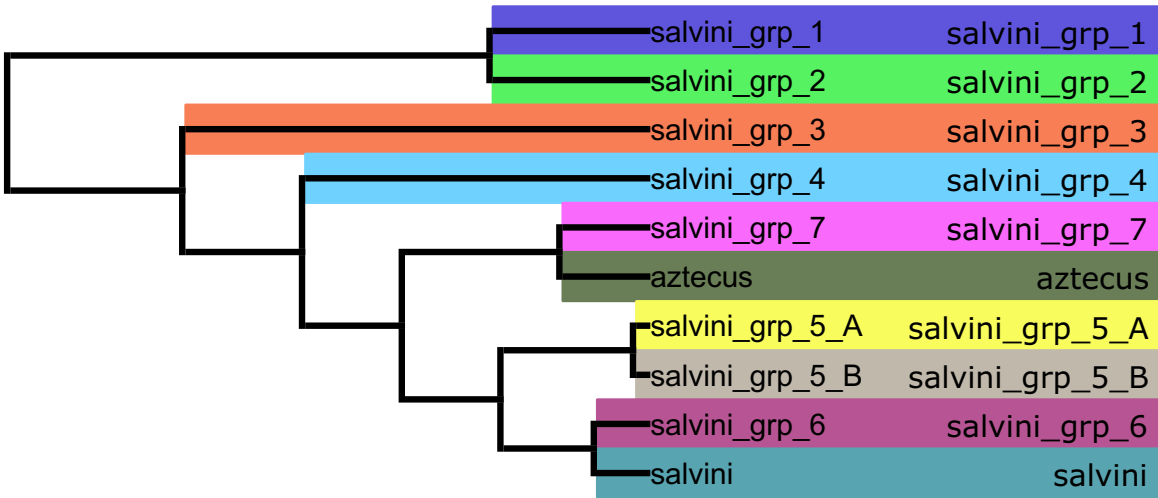 salvini_grp_1 salvini_grp_1
salvini_grp_2 salvini_grp_2
salvini_grp_3 salvini_grp_3
salvini_grp_4 salvini_grp_4
salvini_grp_7 salvini_grp_7
aztecus aztecus
salvini_grp_5_A salvini_grp_5_A
salvini_grp_5_B salvini_grp_5_B
salvini_grp_6 salvini_grp_6
salvini salvini